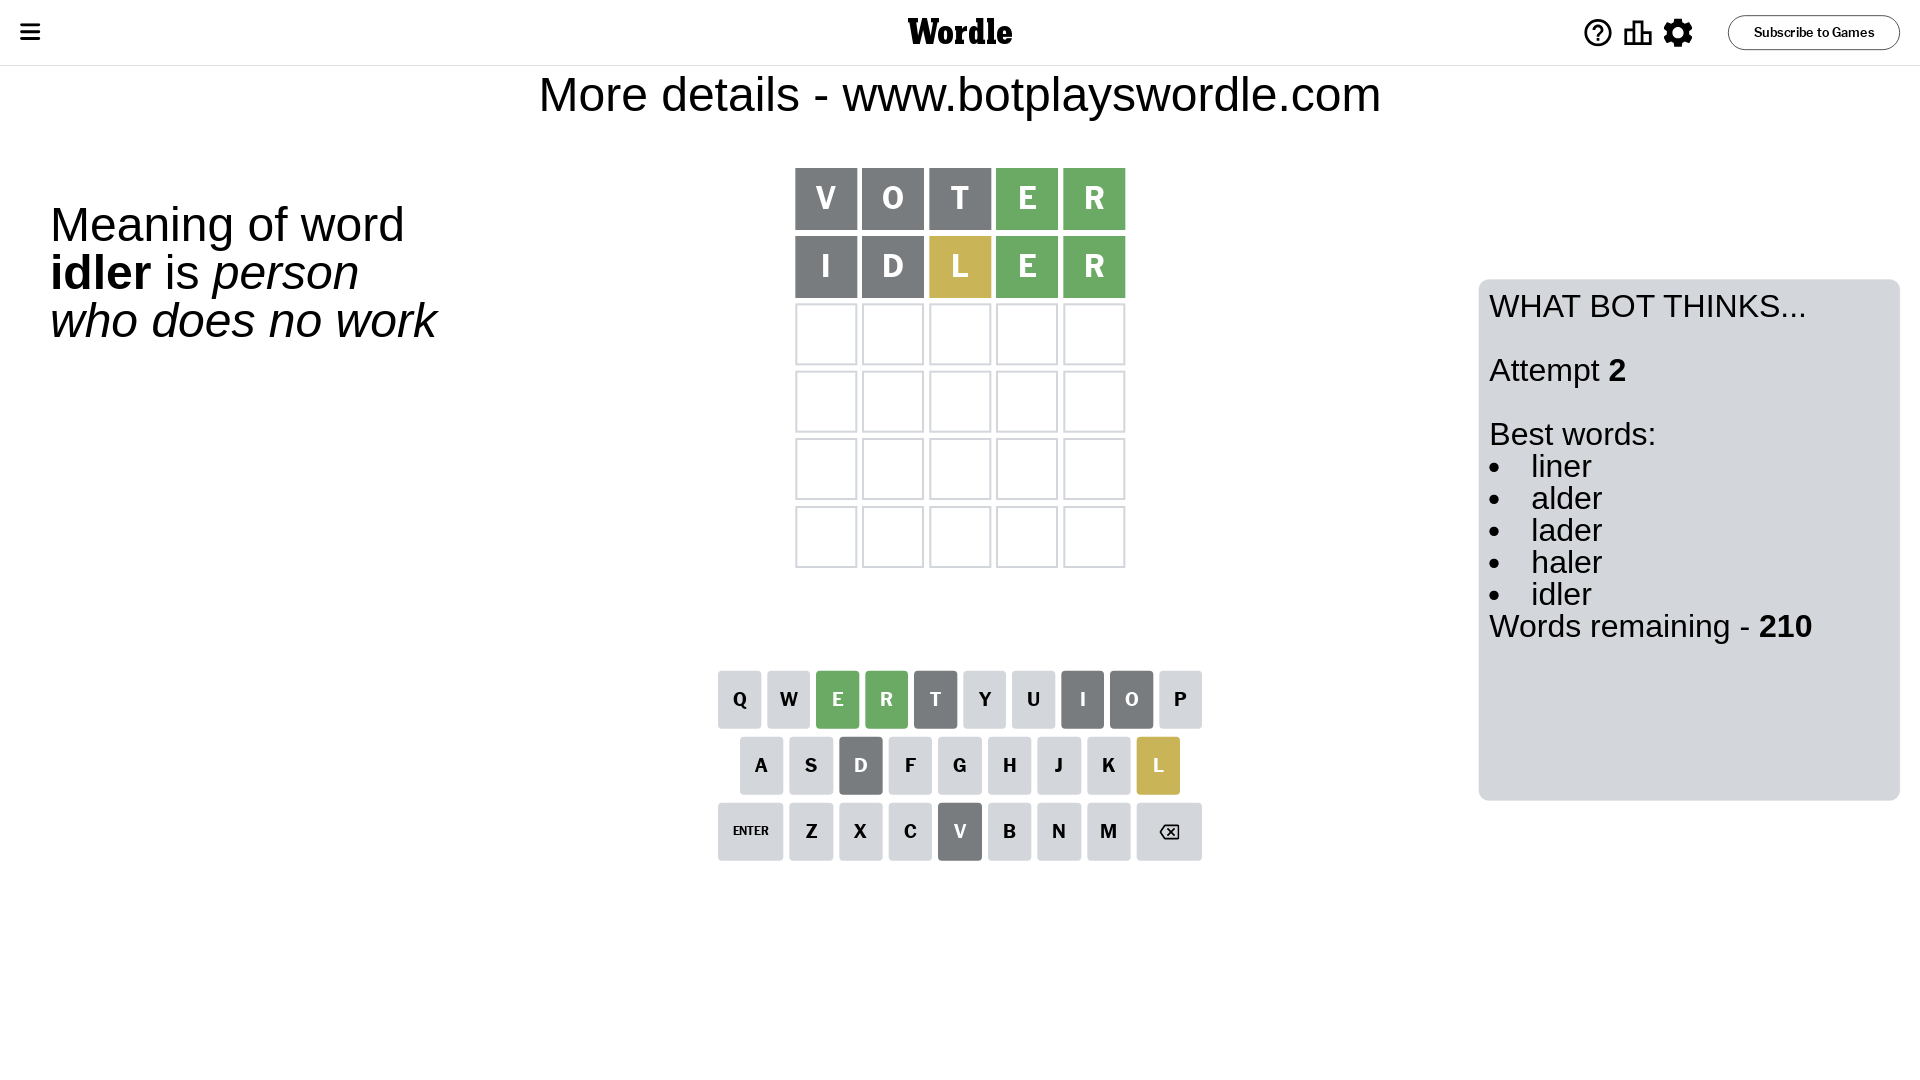 Wordle
Subscribe to Games
More details - www.botplayswordle.com
Meaning of word
idler is person
who does no work
V O T E R
I D L E R
WHAT BOT THINKS...
Attempt 2
Best words:
• liner
• alder
• lader
• haler
• idler
Words remaining - 210
Q W E R T Y U I O P
A S D F G H J K L
ENTER Z X C V B N M